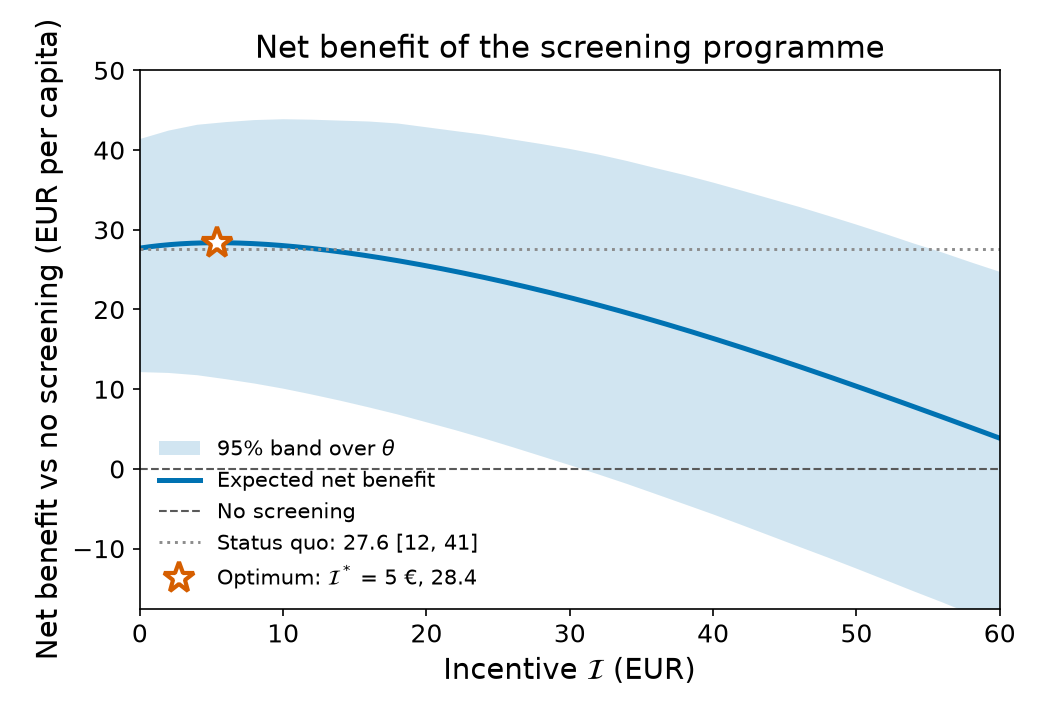 Net benefit of the screening programme
Net benefit vs no screening (EUR per capita)
50
40
30
20
10
0
−10
95% band over θ
Expected net benefit
No screening
Status quo: 27.6 [12, 41]
Optimum: ℐ* = 5 €, 28.4
0 10 20 30 40 50 60
Incentive ℐ (EUR)